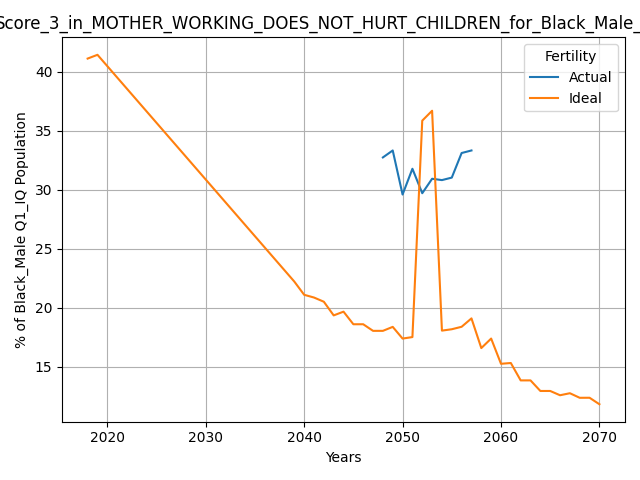 Score_3_in_MOTHER_WORKING_DOES_NOT_HURT_CHILDREN_for_Black_Male_
Fertility
Actual
Ideal
% of Black_Male Q1_IQ Population
40
35
30
25
20
15
2020
2030
2040
2050
2060
2070
Years